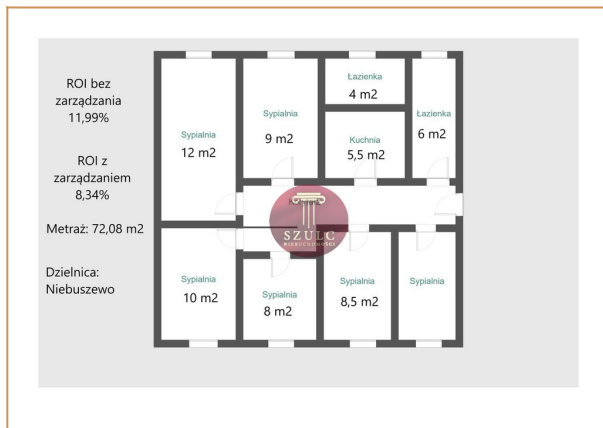 ROI bez
zarządzania
11,99%
ROI z
zarządzaniem
8,34%
Metraż: 72,08 m2
Dzielnica:
Niebuszewo
Sypialnia
12 m2
Sypialnia
9 m2
Łazienka
4 m2
Kuchnia
5,5 m2
Łazienka
6 m2
SZULC
NIERUCHOMOŚCI
Sypialnia
10 m2
Sypialnia
8 m2
Sypialnia
8,5 m2
Sypialnia